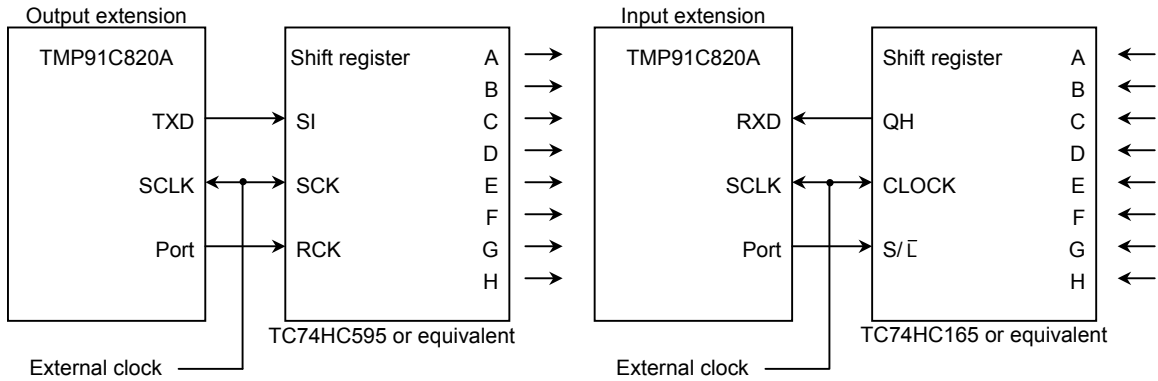 Output extension
TMP91C820A
TXD
SCLK
Port
Shift register
SI
SCK
RCK
A
B
C
D
E
F
G
H
TC74HC595 or equivalent
External clock
Input extension
TMP91C820A
RXD
SCLK
Port
Shift register
QH
CLOCK
S/L̅
A
B
C
D
E
F
G
H
TC74HC165 or equivalent
External clock